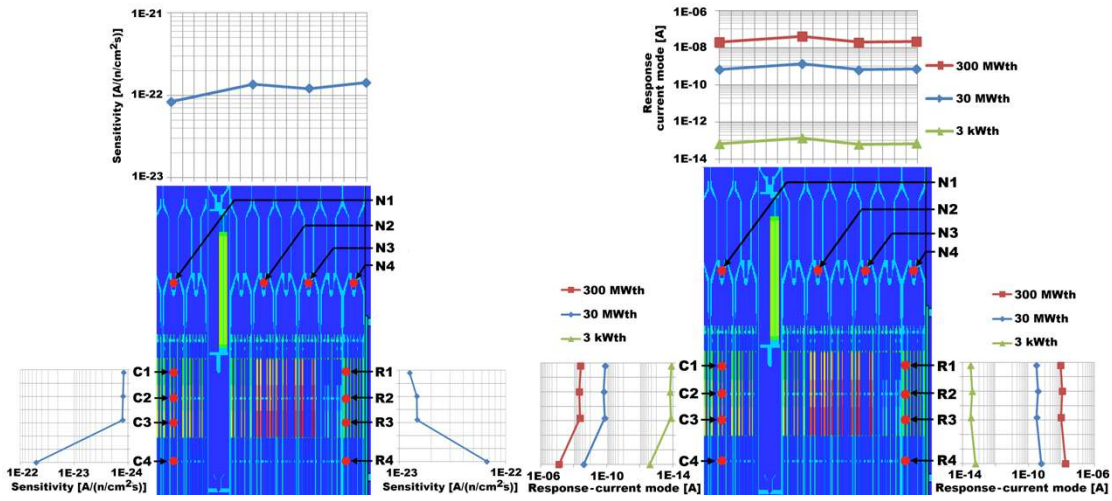 1E-21
1E-22
1E-23
Sensitivity [A/(n/cm²s)]
N1
N2
N3
N4
C1
C2
C3
C4
R1
R2
R3
R4
1E-22 1E-23 1E-24
Sensitivity [A/(n/cm²s)]
1E-23 1E-22
Sensitivity [A/(n/cm²s)]
1E-06
1E-08
1E-10
1E-12
1E-14
Response
current mode [A]
300 MWth
30 MWth
3 kWth
N1
N2
N3
N4
300 MWth
30 MWth
3 kWth
300 MWth
30 MWth
3 kWth
C1
C2
C3
C4
R1
R2
R3
R4
1E-06 1E-10 1E-14
Response-current mode [A]
1E-14 1E-10 1E-06
Response-current mode [A]